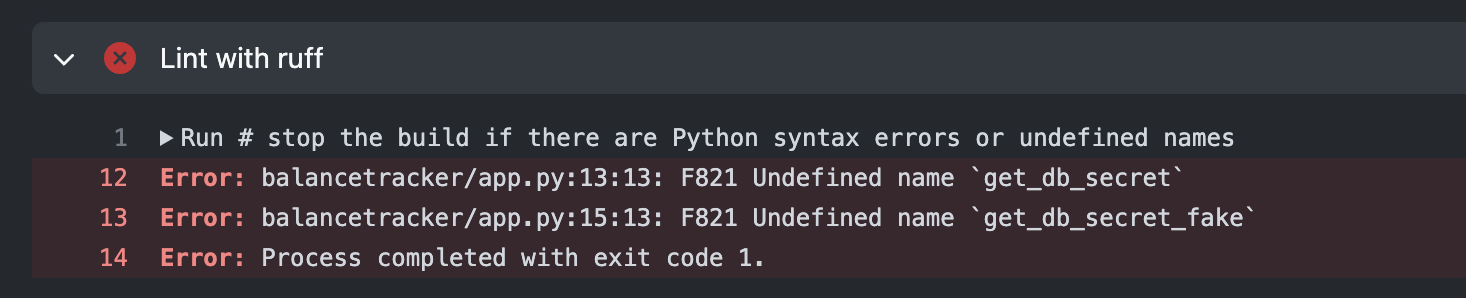 Lint with ruff
1 Run # stop the build if there are Python syntax errors or undefined names
12 Error: balancetracker/app.py:13:13: F821 Undefined name `get_db_secret`
13 Error: balancetracker/app.py:15:13: F821 Undefined name `get_db_secret_fake`
14 Error: Process completed with exit code 1.